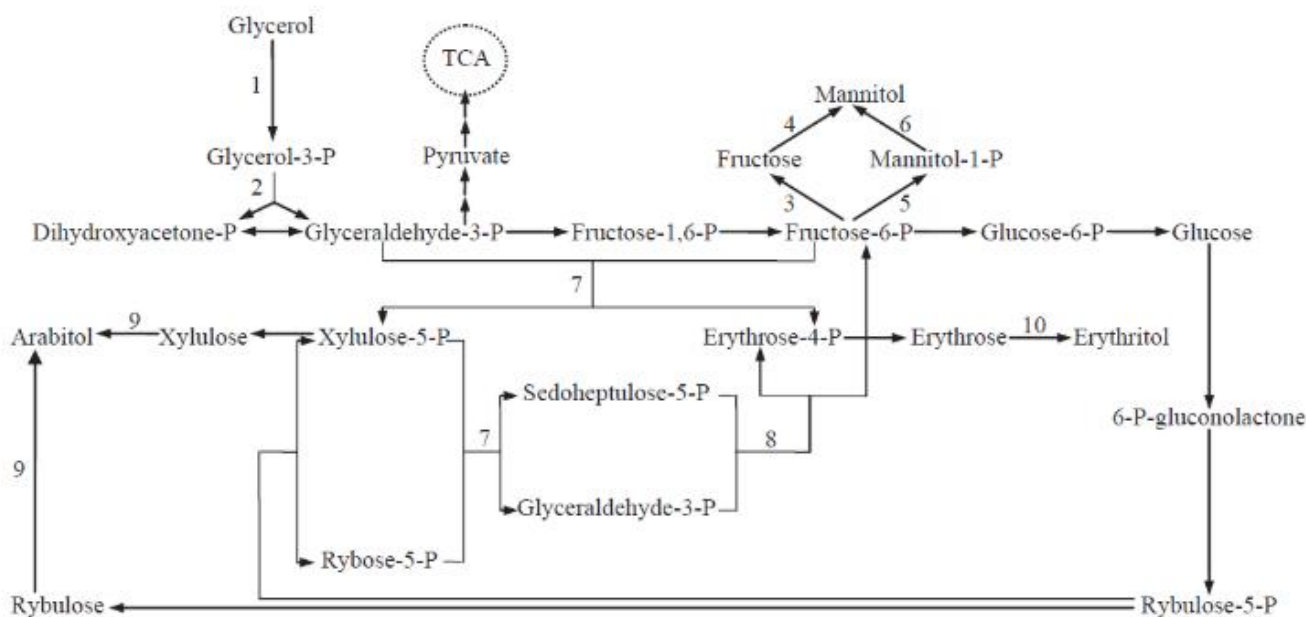 Glycerol
TCA
1
Mannitol
4
6
Glycerol-3-P
Pyruvate
Fructose
Mannitol-1-P
2
3
5
Dihydroxyacetone-P
Glyceraldehyde-3-P
Fructose-1,6-P
Fructose-6-P
Glucose-6-P
Glucose
7
Arabitol
9
Xylulose
Xylulose-5-P
Erythrose-4-P
Erythrose
10
Erythritol
Sedoheptulose-5-P
6-P-gluconolactone
9
7
8
Glyceraldehyde-3-P
Rybose-5-P
Rybulose
Rybulose-5-P